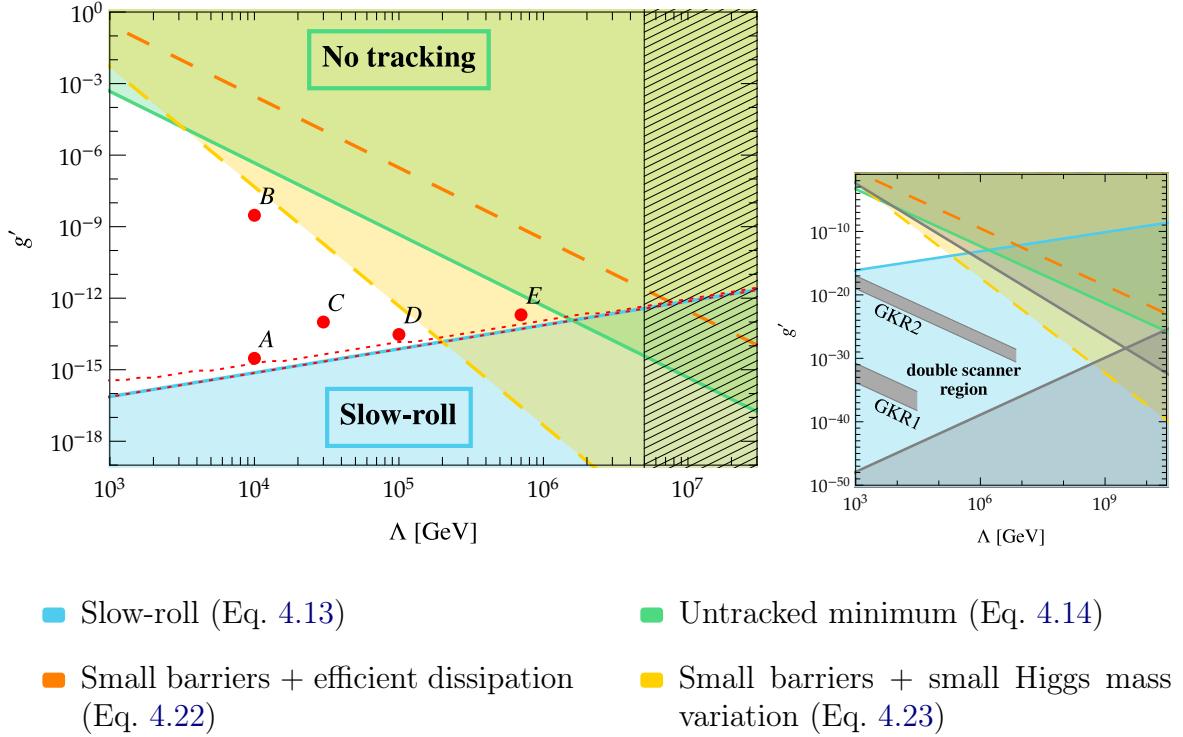 10^0
10^-3
10^-6
10^-9
10^-12
10^-15
10^-18
g′
No tracking
B
C
D
E
A
Slow-roll
10^3
10^4
10^5
10^6
10^7
Λ [GeV]
10^-10
10^-20
10^-30
10^-40
10^-50
g′
GKR2
double scanner
region
GKR1
10^3
10^6
10^9
Λ [GeV]
Slow-roll (Eq. 4.13)
Untracked minimum (Eq. 4.14)
Small barriers + efficient dissipation
(Eq. 4.22)
Small barriers + small Higgs mass
variation (Eq. 4.23)